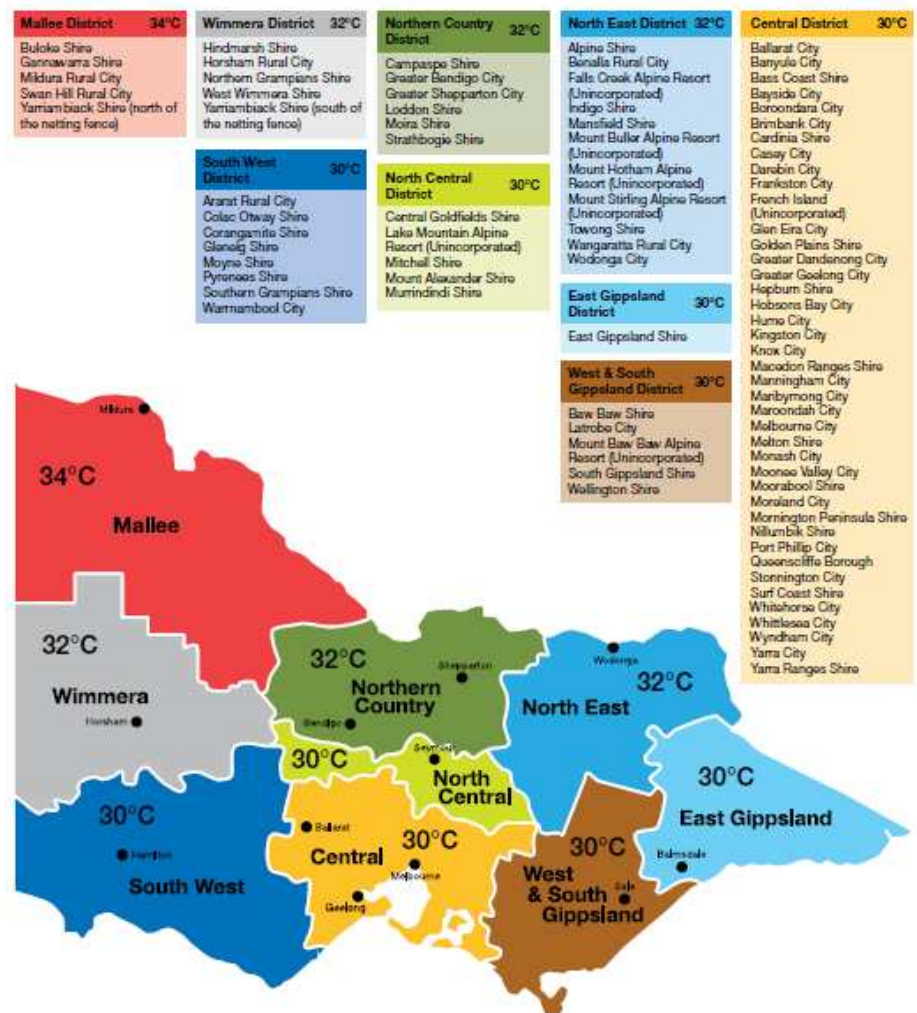 Mallee District 34°C
Buloke Shire
Gannawarra Shire
Mildura Rural City
Swan Hill Rural City
Yarriambiack Shire (north of
the netting fence)
Wimmera District 32°C
Hindmarsh Shire
Horsham Rural City
Northern Grampians Shire
West Wimmera Shire
Yarriambiack Shire (south of
the netting fence)
South West
District 30°C
Ararat Rural City
Colac Otway Shire
Corangamite Shire
Glenelg Shire
Moyne Shire
Pyrenees Shire
Southern Grampians Shire
Warrnambool City
Northern Country
District 32°C
Campaspe Shire
Greater Bendigo City
Greater Shepparton City
Loddon Shire
Moira Shire
Strathbogie Shire
North Central
District 30°C
Central Goldfields Shire
Lake Mountain Alpine
Resort (Unincorporated)
Mitchell Shire
Mount Alexander Shire
Murrindindi Shire
North East District 32°C
Alpine Shire
Benalla Rural City
Falls Creek Alpine Resort
(Unincorporated)
Indigo Shire
Mansfield Shire
Mount Buller Alpine Resort
(Unincorporated)
Mount Hotham Alpine
Resort (Unincorporated)
Mount Stirling Alpine Resort
(Unincorporated)
Towong Shire
Wangaratta Rural City
Wodonga City
East Gippsland
District 30°C
East Gippsland Shire
West & South
Gippsland District 30°C
Baw Baw Shire
Latrobe City
Mount Baw Baw Alpine
Resort (Unincorporated)
South Gippsland Shire
Wellington Shire
Central District 30°C
Ballarat City
Banyule City
Bass Coast Shire
Bayside City
Boroondara City
Brimbank City
Cardinia Shire
Casey City
Darebin City
Frankston City
French Island
(Unincorporated)
Glen Eira City
Golden Plains Shire
Greater Dandenong City
Greater Geelong City
Hepburn Shire
Hobsons Bay City
Hume City
Kingston City
Knox City
Macedon Ranges Shire
Manningham City
Maribyrnong City
Maroondah City
Melbourne City
Melton Shire
Monash City
Moonee Valley City
Moorabool Shire
Moreland City
Mornington Peninsula Shire
Nillumbik Shire
Port Phillip City
Queenscliffe Borough
Stonnington City
Surf Coast Shire
Whitehorse City
Whittlesea City
Wyndham City
Yarra City
Yarra Ranges Shire
Mildura
34°C
Mallee
32°C
Wimmera
Horsham
32°C
Shepparton
Northern
Country
Bendigo
Wodonga
32°C
North East
30°C
Seymour
North
Central
30°C
East Gippsland
Bairnsdale
30°C
Hamilton
South West
Ballarat
30°C
Central
Melbourne
Geelong
30°C
West
& South
Gippsland
Sale